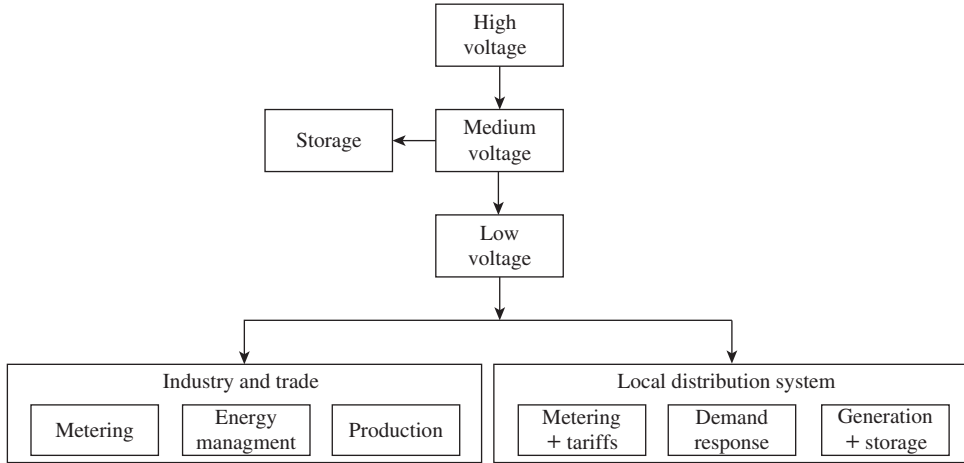 High
voltage
Storage
Medium
voltage
Low
voltage
Industry and trade
Metering
Energy
managment
Production
Local distribution system
Metering
+ tariffs
Demand
response
Generation
+ storage